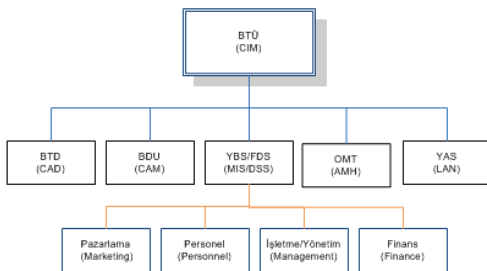 BTÜ
(CIM)
BTD
(CAD)
BDU
(CAM)
YBS/FDS
(MIS/DSS)
OMT
(AMH)
YAS
(LAN)
Pazarlama
(Marketing)
Personel
(Personnel)
İşletme/Yönetim
(Management)
Finans
(Finance)